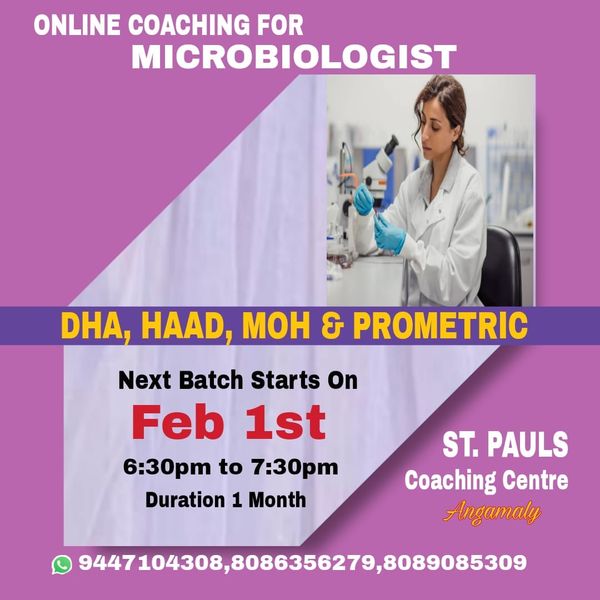 ONLINE COACHING FOR
MICROBIOLOGIST
DHA, HAAD, MOH & PROMETRIC
Next Batch Starts On
Feb 1st
6:30pm to 7:30pm
Duration 1 Month
ST. PAULS
Coaching Centre
Angamaly
9447104308,8086356279,8089085309